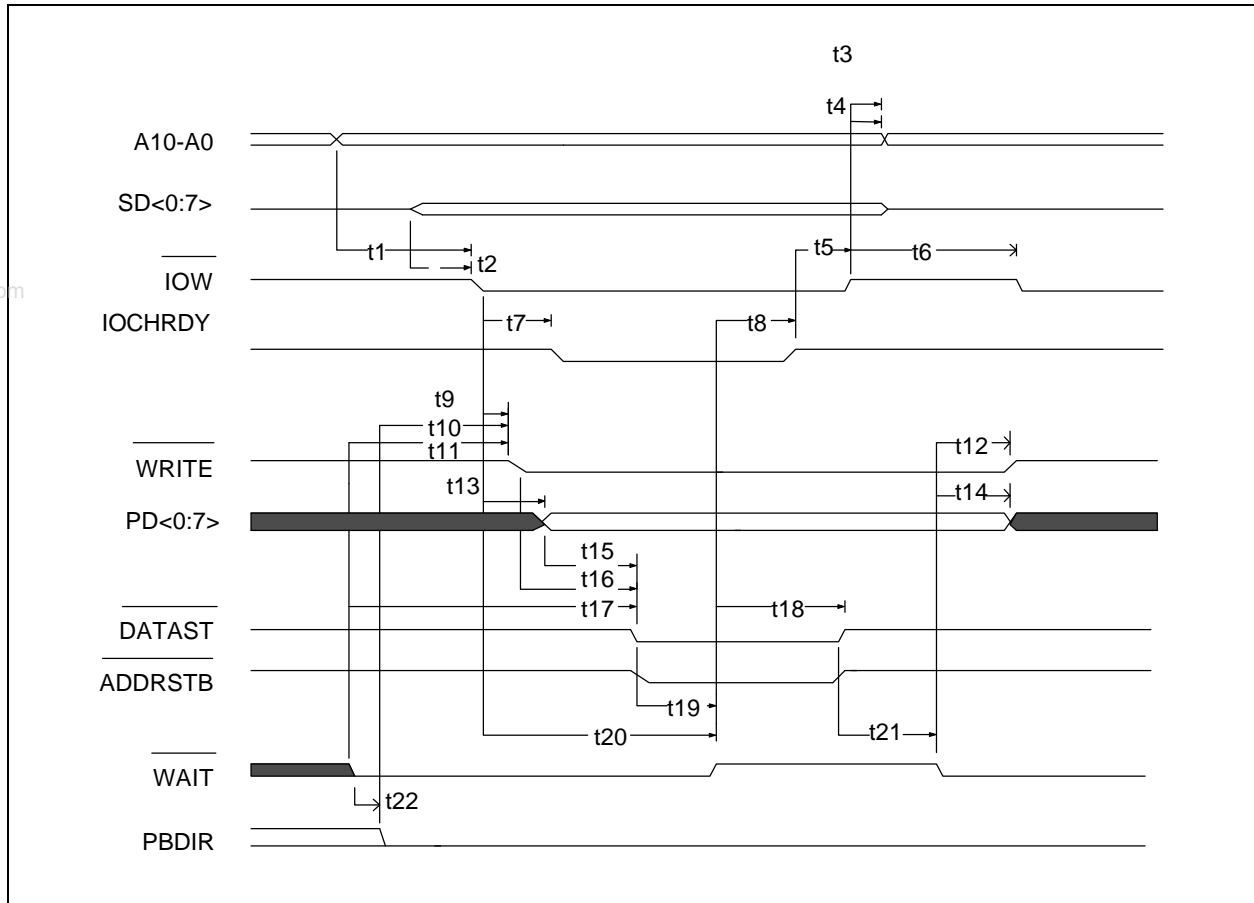 t3
t4
A10-A0
SD<0:7>
t5
t6
t1
t2
IOW
om
IOCHRDY
t7
t8
t9
t10
t11
t12
WRITE
t13
t14
PD<0:7>
t15
t16
t17
t18
DATAST
ADDRSTB
t19
t20
t21
WAIT
t22
PBDIR